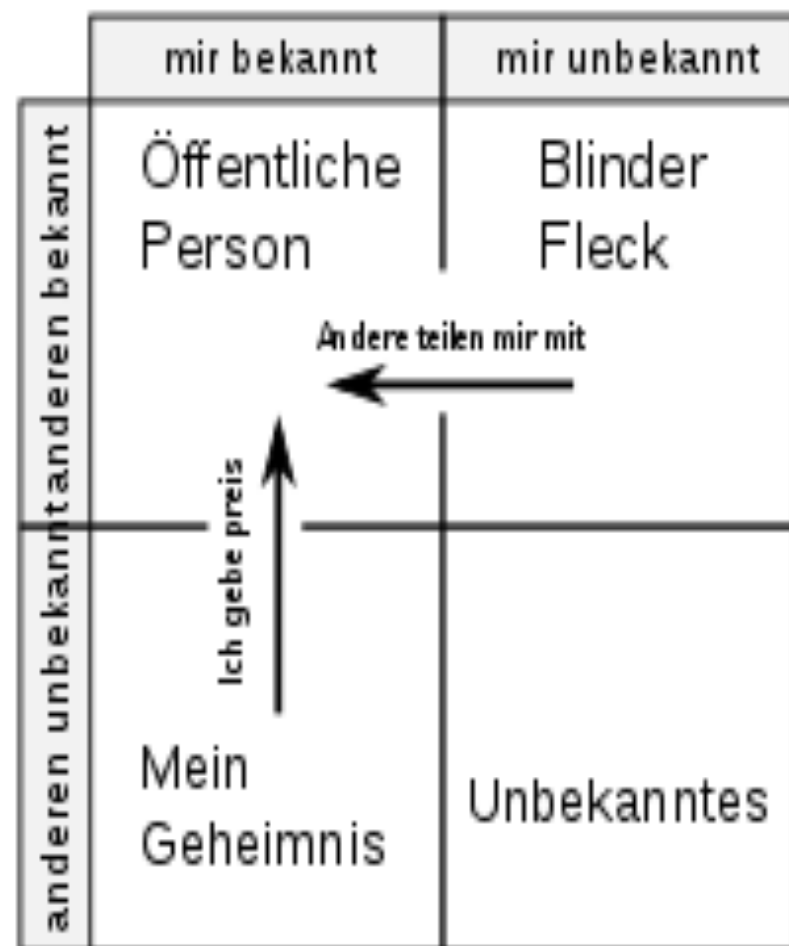 mir bekannt
mir unbekannt
anderen bekannt
Öffentliche
Person
Blinder
Fleck
Andere teilen mir mit
Ich gebe preis
anderen unbekannt
Mein
Geheimnis
Unbekanntes